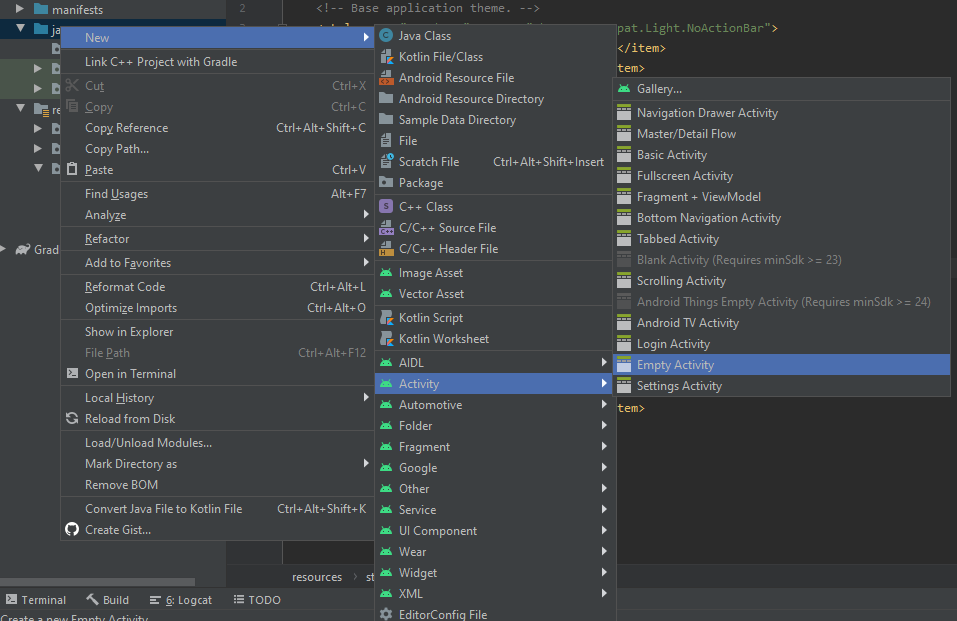 manifests
ja
re
Grad
2
3
<!-- Base application theme. -->
pat.Light.NoActionBar">
</item>
tem>
tem>
New
Link C++ Project with Gradle
Cut Ctrl+X
Copy Ctrl+C
Copy Reference Ctrl+Alt+Shift+C
Copy Path...
Paste Ctrl+V
Find Usages Alt+F7
Analyze
Refactor
Add to Favorites
Reformat Code Ctrl+Alt+L
Optimize Imports Ctrl+Alt+O
Show in Explorer
File Path Ctrl+Alt+F12
Open in Terminal
Local History
Reload from Disk
Load/Unload Modules...
Mark Directory as
Remove BOM
Convert Java File to Kotlin File Ctrl+Alt+Shift+K
Create Gist...
Java Class
Kotlin File/Class
Android Resource File
Android Resource Directory
Sample Data Directory
File
Scratch File Ctrl+Alt+Shift+Insert
Package
C++ Class
C/C++ Source File
C/C++ Header File
Image Asset
Vector Asset
Kotlin Script
Kotlin Worksheet
AIDL
Activity
Automotive
Folder
Fragment
Google
Other
Service
UI Component
Wear
Widget
XML
EditorConfig File
Gallery...
Navigation Drawer Activity
Master/Detail Flow
Basic Activity
Fullscreen Activity
Fragment + ViewModel
Bottom Navigation Activity
Tabbed Activity
Blank Activity (Requires minSdk >= 23)
Scrolling Activity
Android Things Empty Activity (Requires minSdk >= 24)
Android TV Activity
Login Activity
Empty Activity
Settings Activity
resources st
Terminal Build 6: Logcat TODO
Create a new Empty Activity